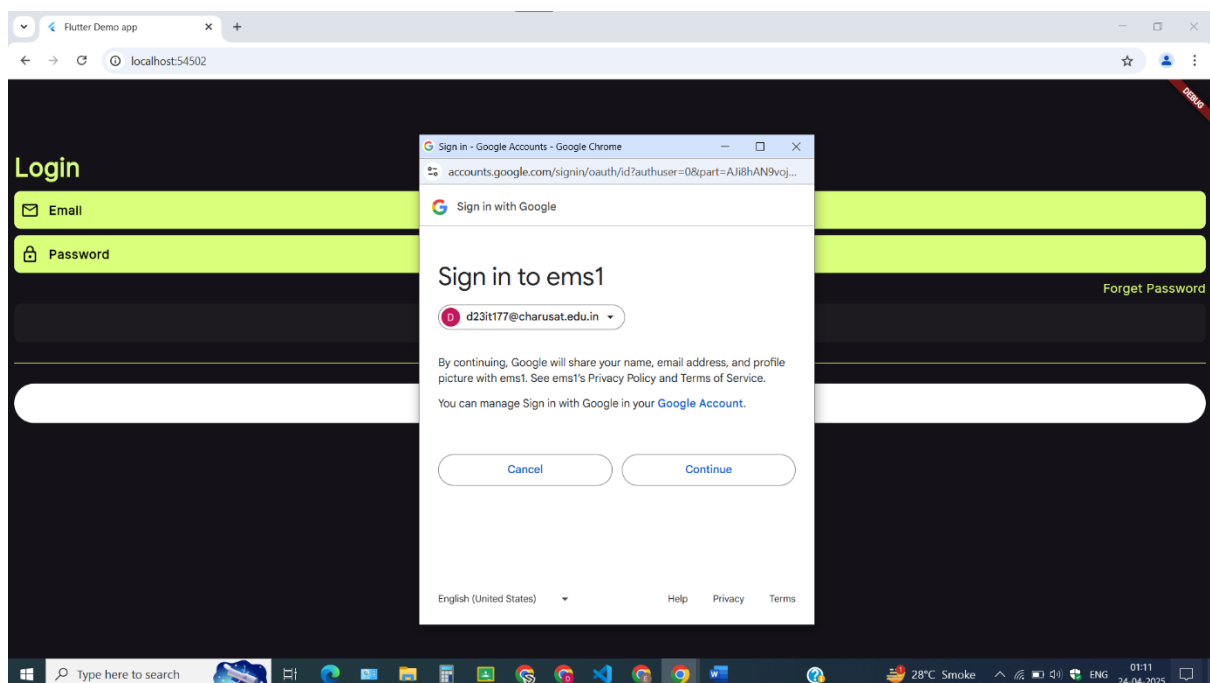 Flutter Demo app
localhost:54502
DEBUG
Login
Email
Password
Forget Password
Sign in - Google Accounts - Google Chrome
accounts.google.com/signin/oauth/id?authuser=0&part=AJi8hAN9voj...
Sign in with Google
Sign in to ems1
D d23it177@charusat.edu.in
By continuing, Google will share your name, email address, and profile
picture with ems1. See ems1's Privacy Policy and Terms of Service.
You can manage Sign in with Google in your Google Account.
Cancel Continue
English (United States) Help Privacy Terms
Type here to search
28°C Smoke ENG 01:11
24-04-2025